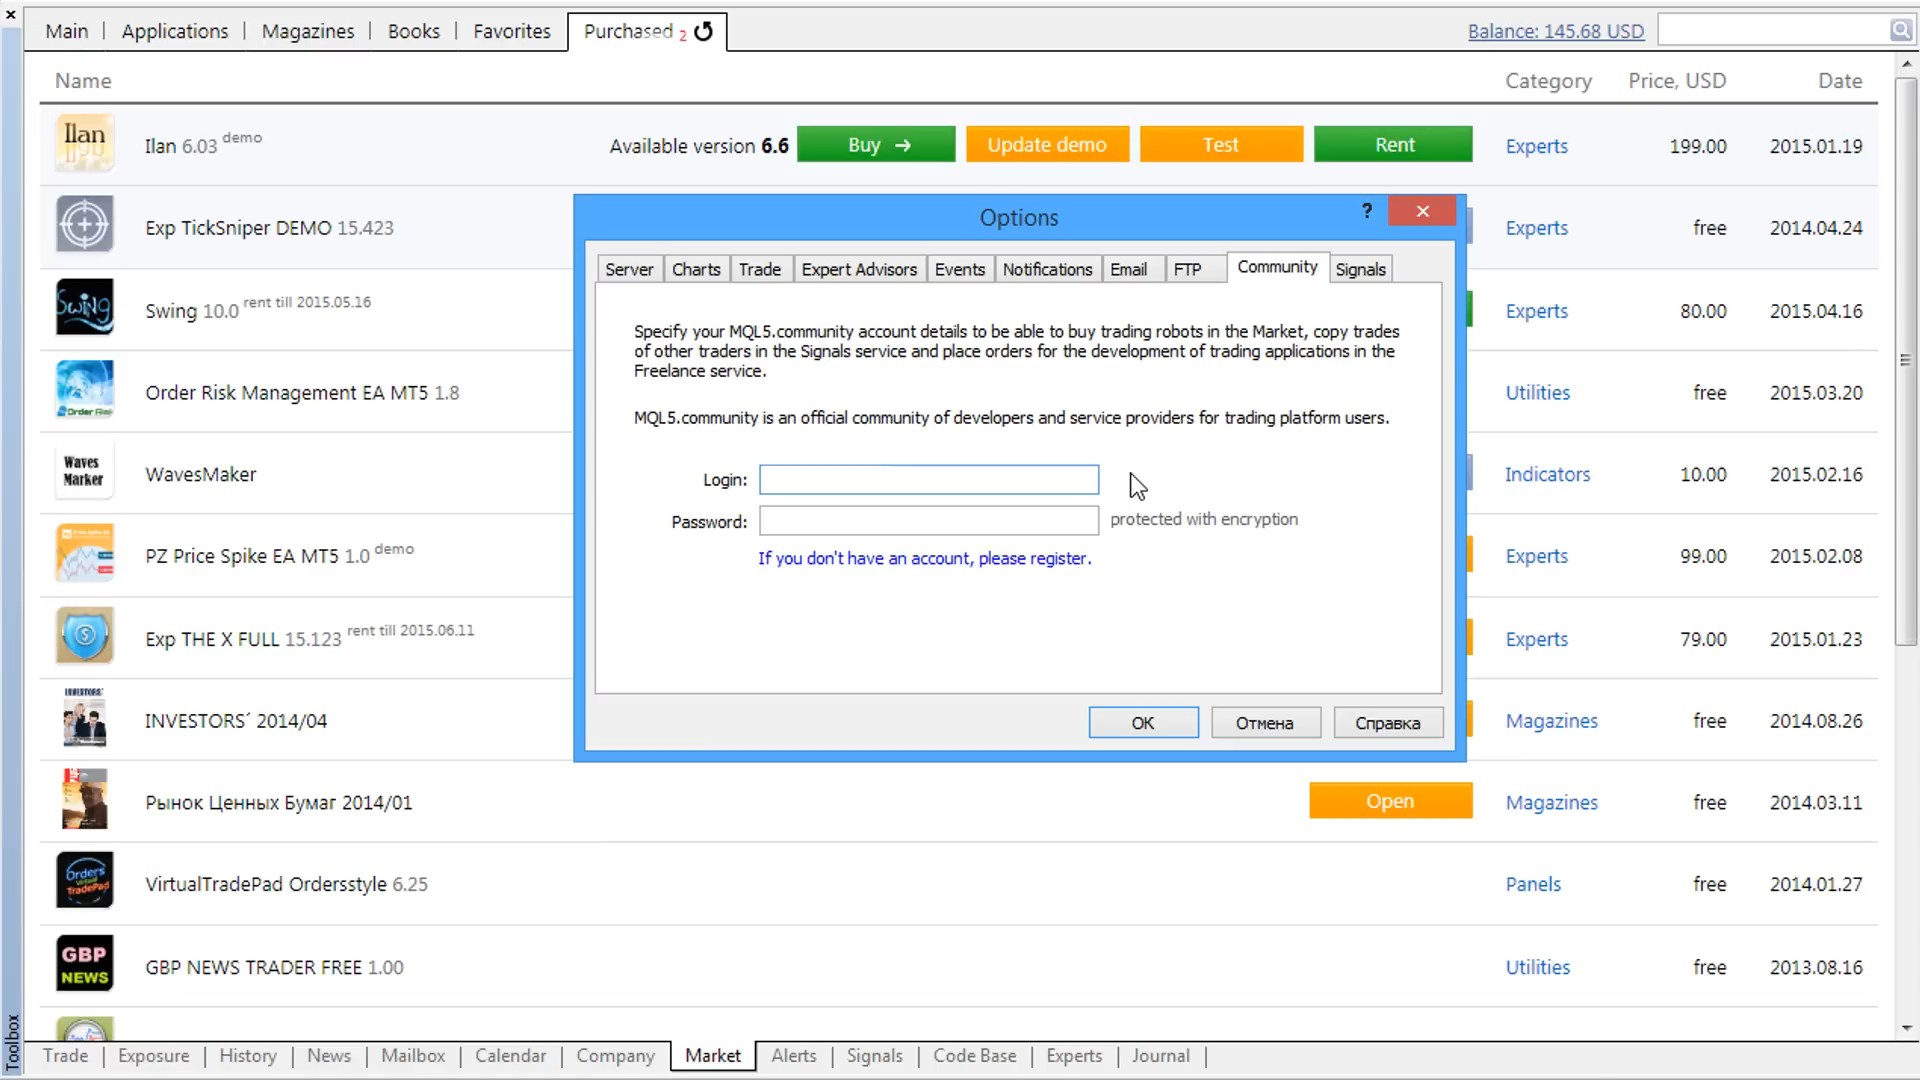 Main | Applications | Magazines | Books | Favorites Purchased 2 Balance: 145.68 USD
Name Category Price, USD Date
Ilan Ilan 6.03 demo Available version 6.6 Buy → Update demo Test Rent Experts 199.00 2015.01.19
Exp TickSniper DEMO 15.423 Experts free 2014.04.24
Swing Swing 10.0 rent till 2015.05.16 Experts 80.00 2015.04.16
Order Risk Order Risk Management EA MT5 1.8 Utilities free 2015.03.20
Waves Marker WavesMaker Indicators 10.00 2015.02.16
PZ Price Spike EA MT5 1.0 demo Experts 99.00 2015.02.08
Exp THE X FULL 15.123 rent till 2015.06.11 Experts 79.00 2015.01.23
INVESTORS´ INVESTORS´ 2014/04 Magazines free 2014.08.26
Рынок Ценных Бумаг 2014/01 Open Magazines free 2014.03.11
Orders Virtual TradePad VirtualTradePad Ordersstyle 6.25 Panels free 2014.01.27
GBP NEWS GBP NEWS TRADER FREE 1.00 Utilities free 2013.08.16
Options ?
Server Charts Trade Expert Advisors Events Notifications Email FTP Community Signals
Specify your MQL5.community account details to be able to buy trading robots in the Market, copy trades
of other traders in the Signals service and place orders for the development of trading applications in the
Freelance service.
MQL5.community is an official community of developers and service providers for trading platform users.
Login:
Password: protected with encryption
If you don't have an account, please register.
OK Отмена Справка
Toolbox
Trade | Exposure | History | News | Mailbox | Calendar | Company Market Alerts | Signals | Code Base | Experts | Journal |